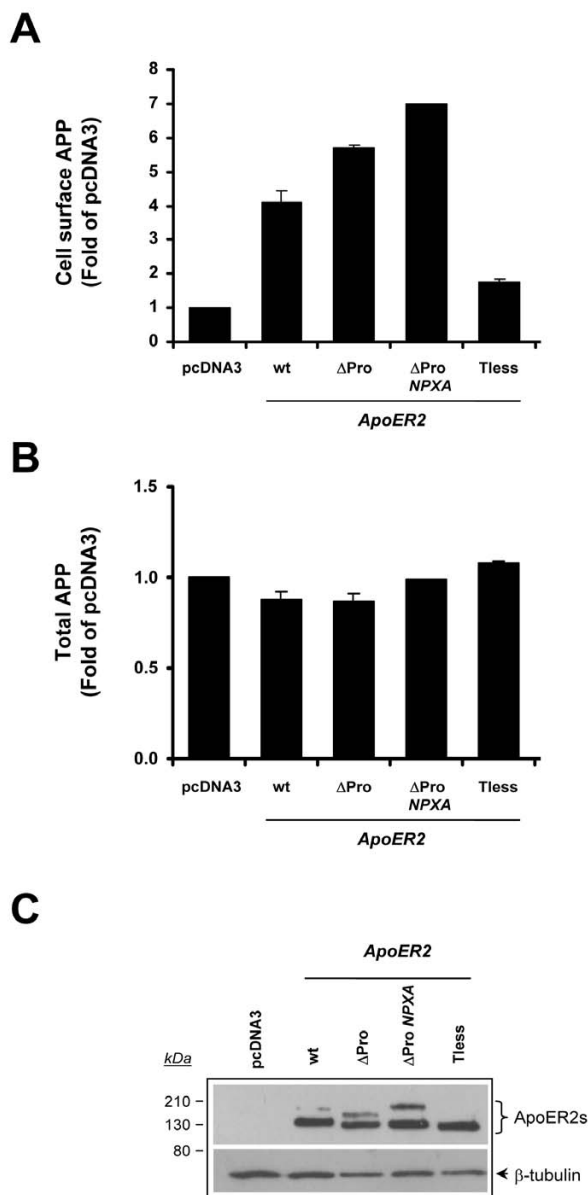 A
Cell surface APP
(Fold of pcDNA3)
8
7
6
5
4
3
2
1
0
pcDNA3 wt ΔPro ΔPro Tless
NPXA
ApoER2
B
Total APP
(Fold of pcDNA3)
1.5
1.0
0.5
0.0
pcDNA3 wt ΔPro ΔPro Tless
NPXA
ApoER2
C
ApoER2
kDa pcDNA3 wt ΔPro ΔPro NPXA Tless
210
130 ApoER2s
80
β-tubulin